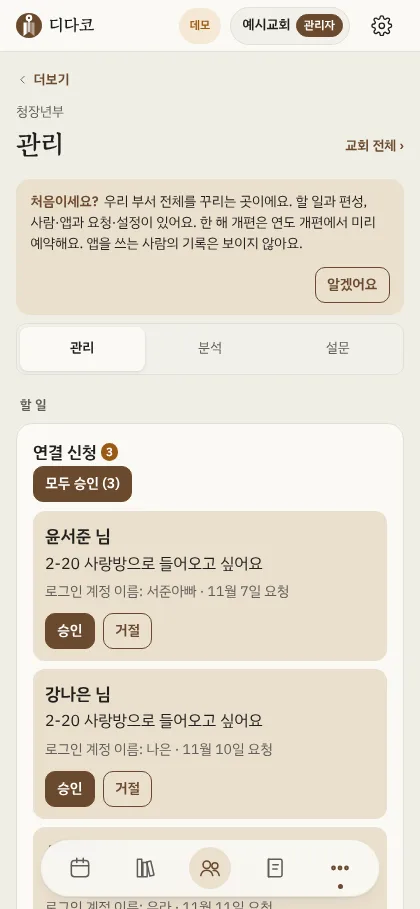 디다코
데모
예시교회 관리자
더보기
청장년부
관리
교회 전체 ›
처음이세요? 우리 부서 전체를 꾸리는 곳이에요. 할 일과 편성,
사람·앱과 요청·설정이 있어요. 한 해 개편은 연도 개편에서 미리
예약해요. 앱을 쓰는 사람의 기록은 보이지 않아요.
알겠어요
관리 분석 설문
할 일
연결 신청 3
모두 승인 (3)
윤서준 님
2-20 사랑방으로 들어오고 싶어요
로그인 계정 이름: 서준아빠 · 11월 7일 요청
승인 거절
강나은 님
2-20 사랑방으로 들어오고 싶어요
로그인 계정 이름: 나은 · 11월 10일 요청
승인 거절